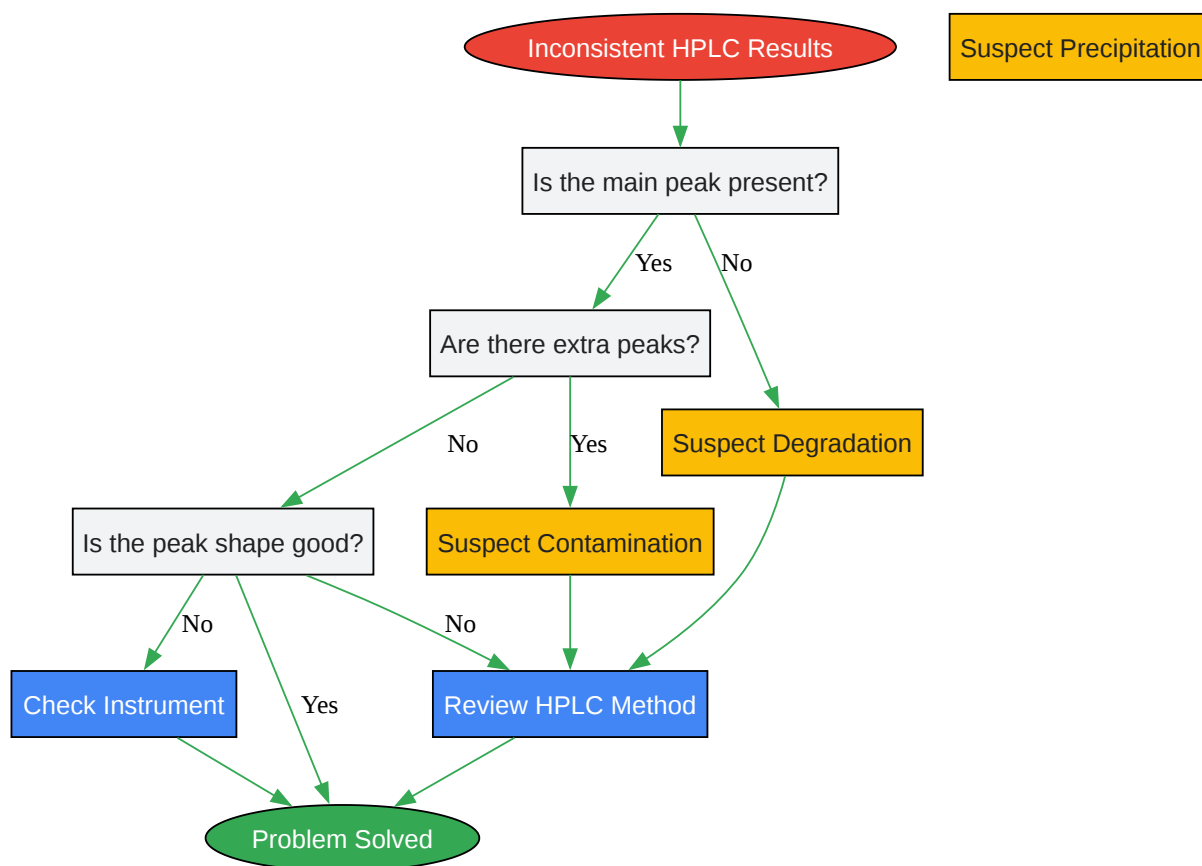 Inconsistent HPLC Results
Suspect Precipitation
Is the main peak present?
Yes
No
Are there extra peaks?
No
Yes
Suspect Degradation
Is the peak shape good?
Suspect Contamination
No
No
Check Instrument
Yes
Review HPLC Method
Problem Solved